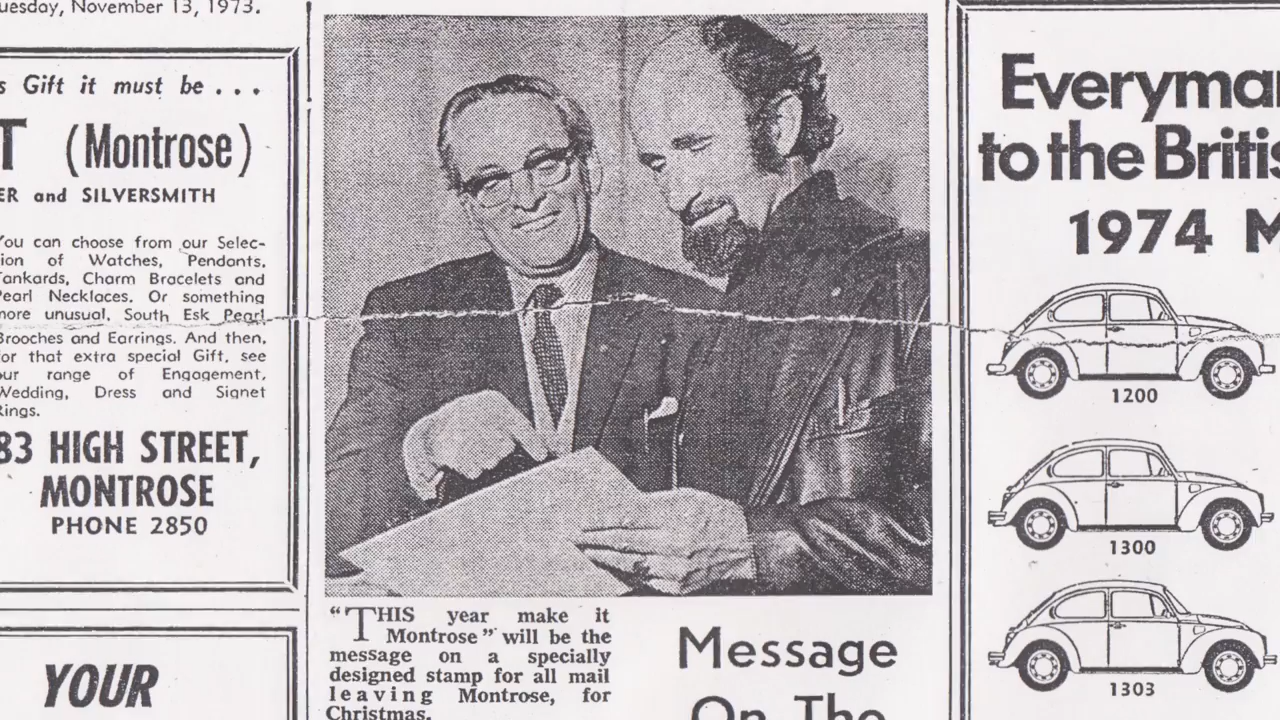 uesday, November 13, 1973.
s Gift it must be . . .
T (Montrose)
ER and SILVERSMITH
You can choose from our Selec-
ion of Watches, Pendants,
Tankards, Charm Bracelets and
Pearl Necklaces. Or something
more unusual, South Esk Pearl
Brooches and Earrings. And then,
for that extra special Gift, see
our range of Engagement,
Wedding, Dress and Signet
Rings.
83 HIGH STREET,
MONTROSE
PHONE 2850
YOUR
“THIS year make it
Montrose” will be the
message on a specially
designed stamp for all mail
leaving Montrose, for
Christmas.
Message
On The
Everyman
to the Britis
1974 M
1200
1300
1303